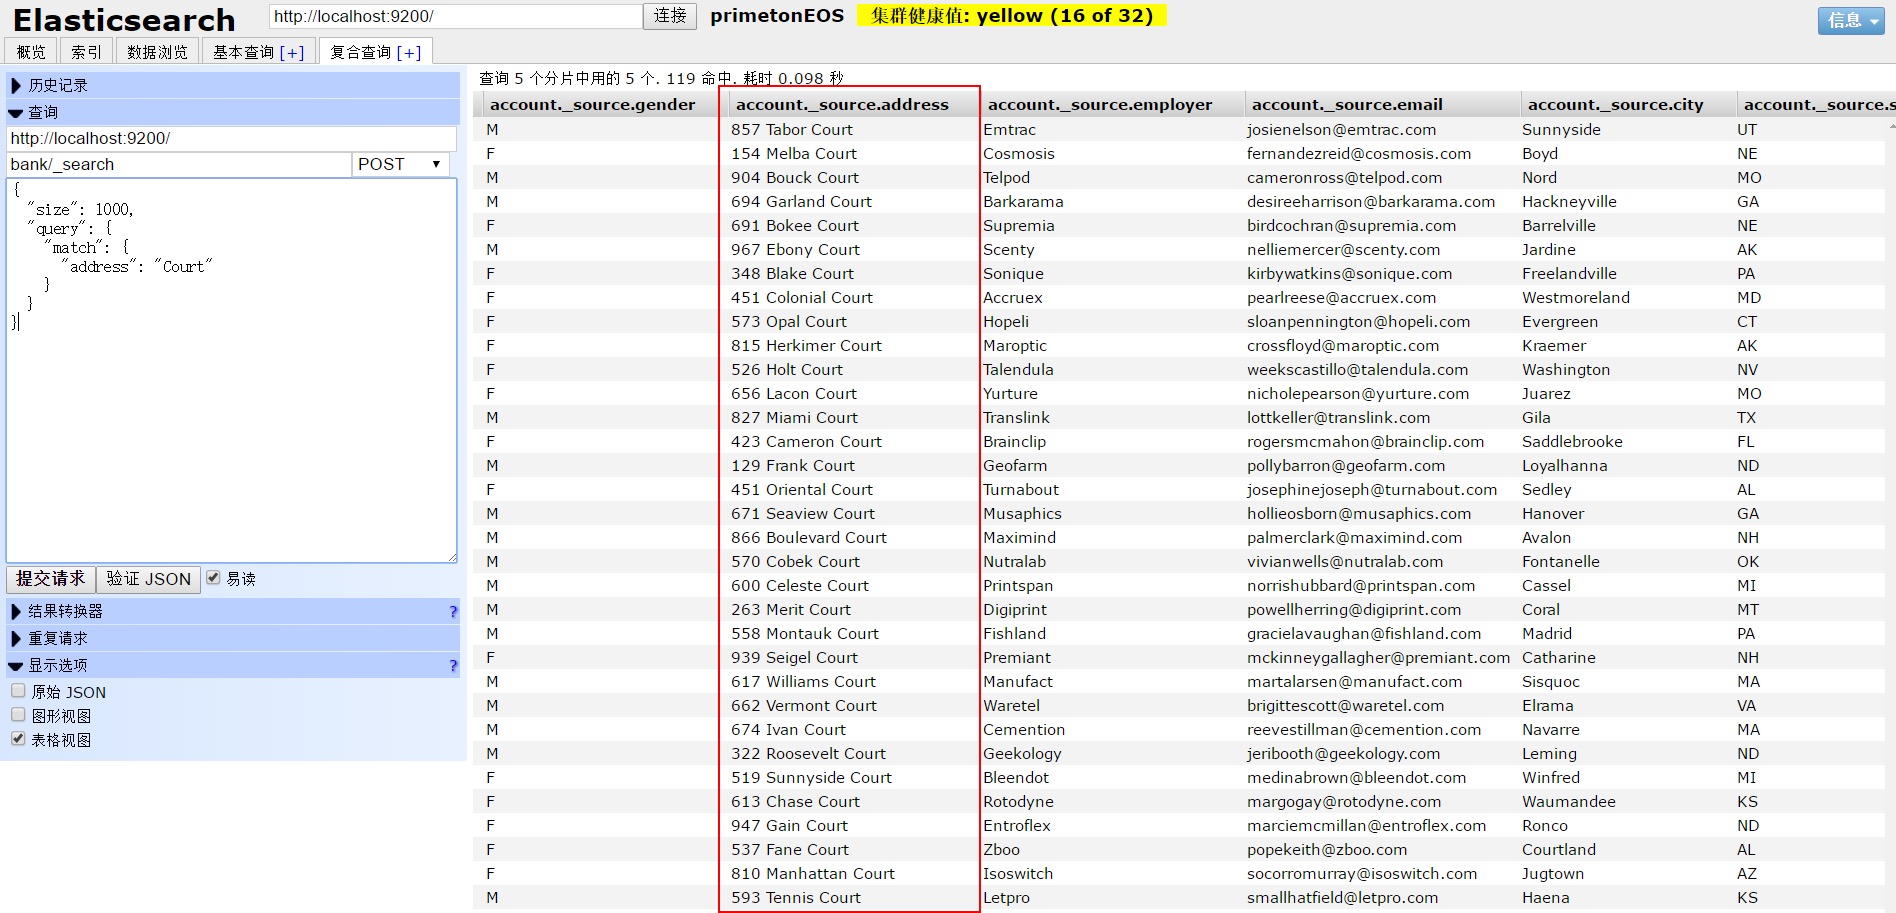 Elasticsearch http://localhost:9200/ 连接 primetonEOS 集群健康值: yellow (16 of 32) 信息
概览 索引 数据浏览 基本查询 [+] 复合查询 [+]
历史记录
查询
http://localhost:9200/
bank/_search POST
{
"size": 1000,
"query": {
"match": {
"address": "Court"
}
}
}
提交请求 验证 JSON 易读
结果转换器 ?
重复请求
显示选项 ?
原始 JSON
图形视图
表格视图
查询 5 个分片中用的 5 个. 119 命中. 耗时 0.098 秒
account._source.gender account._source.address account._source.employer account._source.email account._source.city account._source.s
M 857 Tabor Court Emtrac josienelson@emtrac.com Sunnyside UT
F 154 Melba Court Cosmosis fernandezreid@cosmosis.com Boyd NE
M 904 Bouck Court Telpod cameronross@telpod.com Nord MO
M 694 Garland Court Barkarama desireeharrison@barkarama.com Hackneyville GA
F 691 Bokee Court Supremia birdcochran@supremia.com Barrelville NE
M 967 Ebony Court Scenty nelliemercer@scenty.com Jardine AK
F 348 Blake Court Sonique kirbywatkins@sonique.com Freelandville PA
F 451 Colonial Court Accruex pearlreese@accruex.com Westmoreland MD
F 573 Opal Court Hopeli sloanpennington@hopeli.com Evergreen CT
F 815 Herkimer Court Maroptic crossfloyd@maroptic.com Kraemer AK
F 526 Holt Court Talendula weekscastillo@talendula.com Washington NV
F 656 Lacon Court Yurture nicholepearson@yurture.com Juarez MO
M 827 Miami Court Translink lottkeller@translink.com Gila TX
F 423 Cameron Court Brainclip rogersmcmahon@brainclip.com Saddlebrooke FL
M 129 Frank Court Geofarm pollybarron@geofarm.com Loyalhanna ND
F 451 Oriental Court Turnabout josephinejoseph@turnabout.com Sedley AL
M 671 Seaview Court Musaphics hollieosborn@musaphics.com Hanover GA
M 866 Boulevard Court Maximind palmerclark@maximind.com Avalon NH
M 570 Cobek Court Nutralab vivianwells@nutralab.com Fontanelle OK
M 600 Celeste Court Printspan norrishubbard@printspan.com Cassel MI
M 263 Merit Court Digiprint powellherring@digiprint.com Coral MT
M 558 Montauk Court Fishland gracielavaughan@fishland.com Madrid PA
F 939 Seigel Court Premiant mckinneygallagher@premiant.com Catharine NH
M 617 Williams Court Manufact martalarsen@manufact.com Sisquoc MA
M 662 Vermont Court Waretel brigittescott@waretel.com Elrama VA
M 674 Ivan Court Cemention reevestillman@cemention.com Navarre MA
M 322 Roosevelt Court Geekology jeribooth@geekology.com Leming ND
F 519 Sunnyside Court Bleendot medinabrown@bleendot.com Winfred MI
F 613 Chase Court Rotodyne margogay@rotodyne.com Waumandee KS
F 947 Gain Court Entroflex marciemcmillan@entroflex.com Ronco ND
F 537 Fane Court Zboo popekeith@zboo.com Courtland AL
F 810 Manhattan Court Isoswitch socorromurray@isoswitch.com Jugtown AZ
M 593 Tennis Court Letpro smallhatfield@letpro.com Haena KS